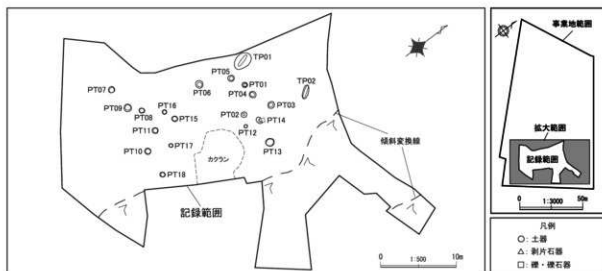 TP01
PT05
PT07
PT01
TP02
PT06
PT04
PT09
PT16
PT03
PT08
PT15
PT02
PT14
PT11
PT12
PT10
PT17
カクラン
PT13
PT18
記録範囲
傾斜変換線
0
1:500
10m
事業地範囲
拡大範囲
記録範囲
0
1:3000
50m
凡例
○: 土器
△: 剥片石器
□: 礫・礫石器